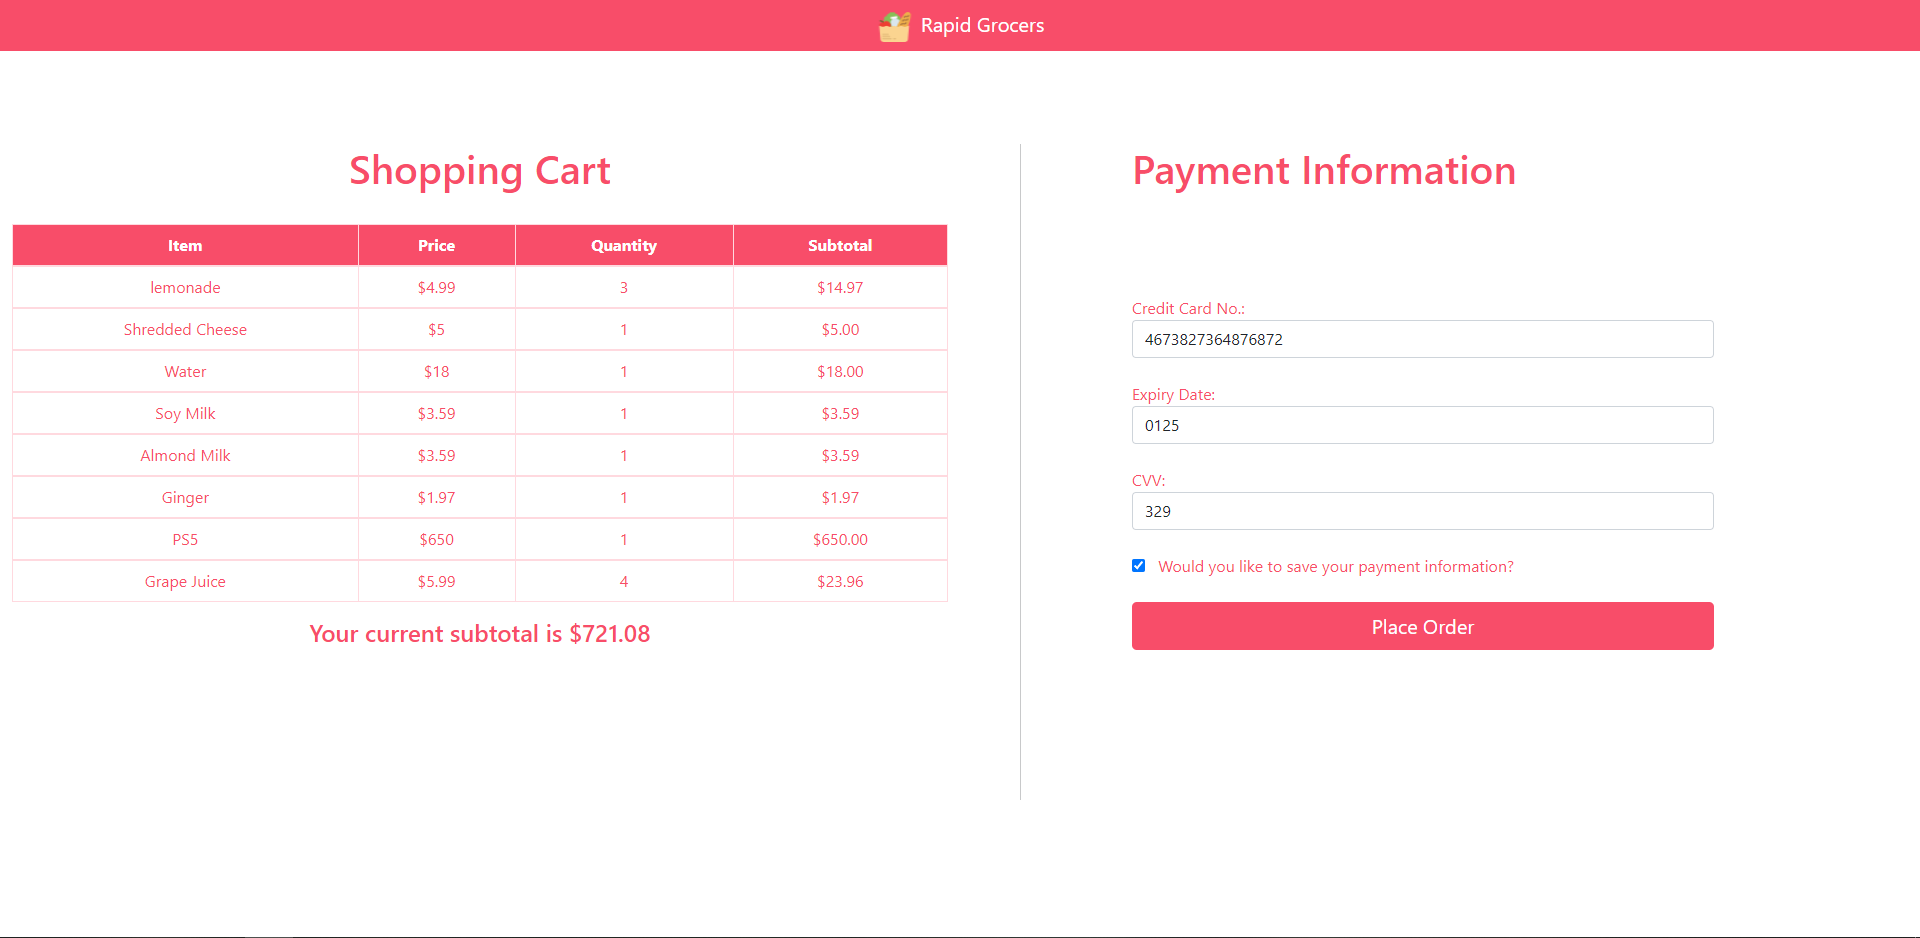 Rapid Grocers
Shopping Cart
Item Price Quantity Subtotal
lemonade $4.99 3 $14.97
Shredded Cheese $5 1 $5.00
Water $18 1 $18.00
Soy Milk $3.59 1 $3.59
Almond Milk $3.59 1 $3.59
Ginger $1.97 1 $1.97
PS5 $650 1 $650.00
Grape Juice $5.99 4 $23.96
Your current subtotal is $721.08
Payment Information
Credit Card No.:
4673827364876872
Expiry Date:
0125
CVV:
329
Would you like to save your payment information?
Place Order